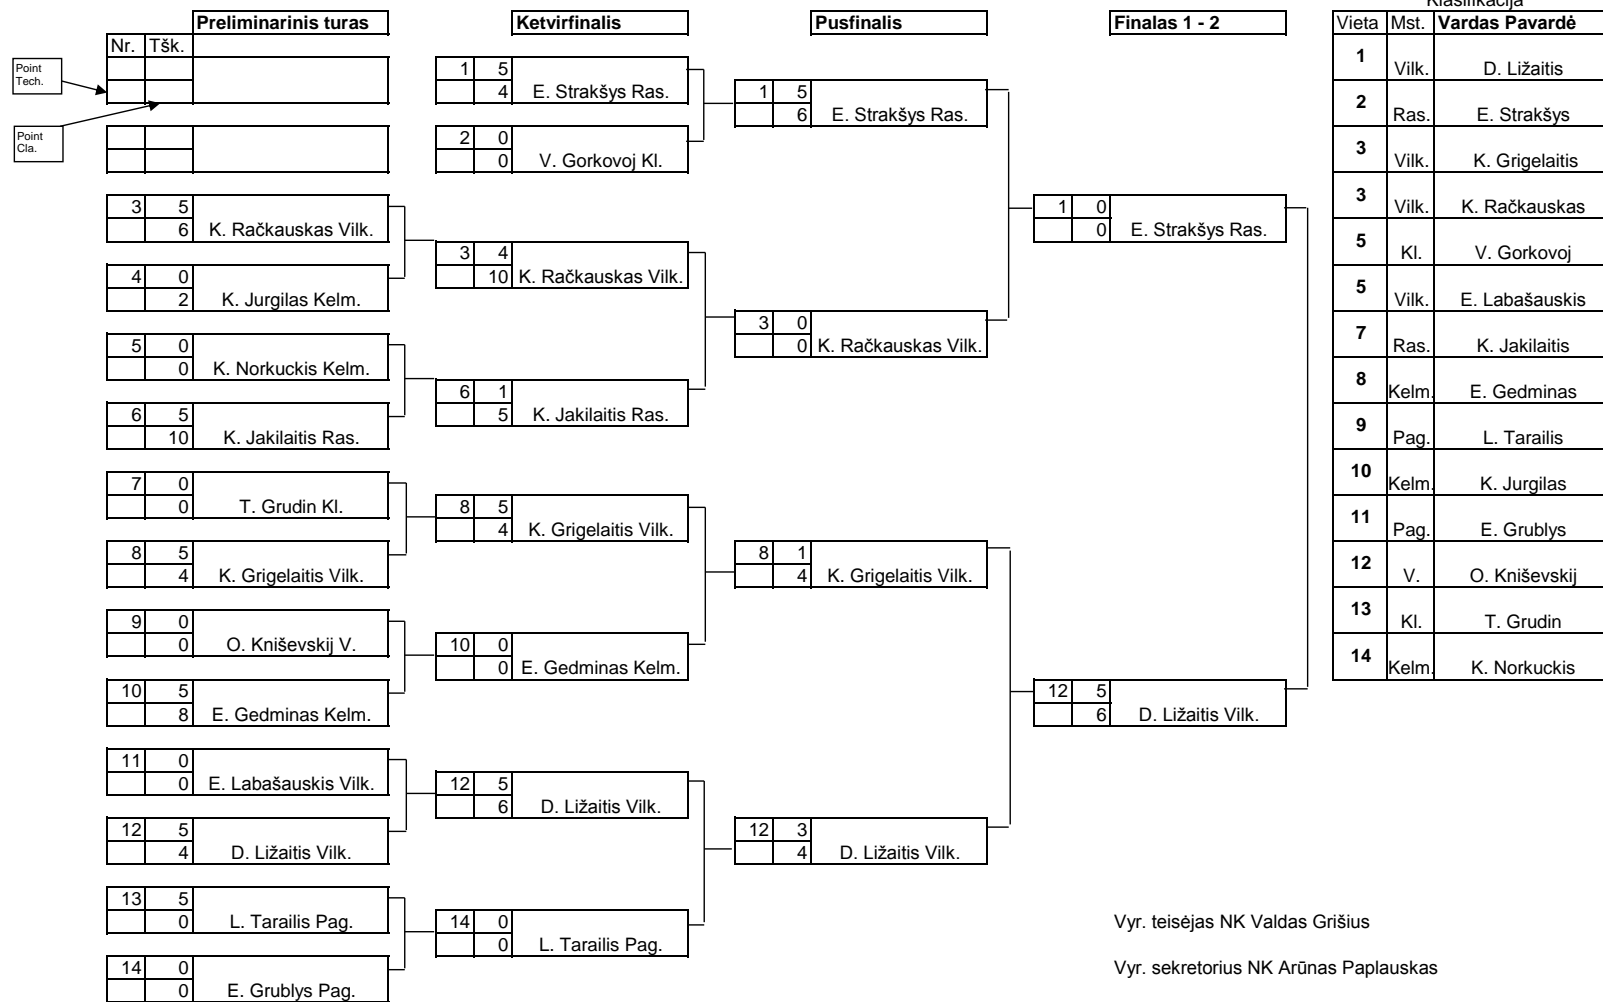 Klasifikacija
Preliminarinis turas Ketvirfinalis Pusfinalis Finalas 1 - 2 Vieta Mst. Vardas Pavardė
Nr. Tšk.
Point Tech.
Point Cla.
3 5
6 K. Račkauskas Vilk.
4 0
2 K. Jurgilas Kelm.
5 0
0 K. Norkuckis Kelm.
6 5
10 K. Jakilaitis Ras.
7 0
0 T. Grudin Kl.
8 5
4 K. Grigelaitis Vilk.
9 0
0 O. Kniševskij V.
10 5
8 E. Gedminas Kelm.
11 0
0 E. Labašauskis Vilk.
12 5
4 D. Ližaitis Vilk.
13 5
0 L. Tarailis Pag.
14 0
0 E. Grublys Pag.
1 5
4 E. Strakšys Ras.
2 0
0 V. Gorkovoj Kl.
3 4
10 K. Račkauskas Vilk.
6 1
5 K. Jakilaitis Ras.
8 5
4 K. Grigelaitis Vilk.
10 0
0 E. Gedminas Kelm.
12 5
6 D. Ližaitis Vilk.
14 0
0 L. Tarailis Pag.
1 5
6 E. Strakšys Ras.
3 0
0 K. Račkauskas Vilk.
8 1
4 K. Grigelaitis Vilk.
12 3
4 D. Ližaitis Vilk.
1 0
0 E. Strakšys Ras.
12 5
6 D. Ližaitis Vilk.
1 Vilk. D. Ližaitis
2 Ras. E. Strakšys
3 Vilk. K. Grigelaitis
3 Vilk. K. Račkauskas
5 Kl. V. Gorkovoj
5 Vilk. E. Labašauskis
7 Ras. K. Jakilaitis
8 Kelm. E. Gedminas
9 Pag. L. Tarailis
10 Kelm. K. Jurgilas
11 Pag. E. Grublys
12 V. O. Kniševskij
13 Kl. T. Grudin
14 Kelm. K. Norkuckis
Vyr. teisėjas NK Valdas Grišius
Vyr. sekretorius NK Arūnas Paplauskas